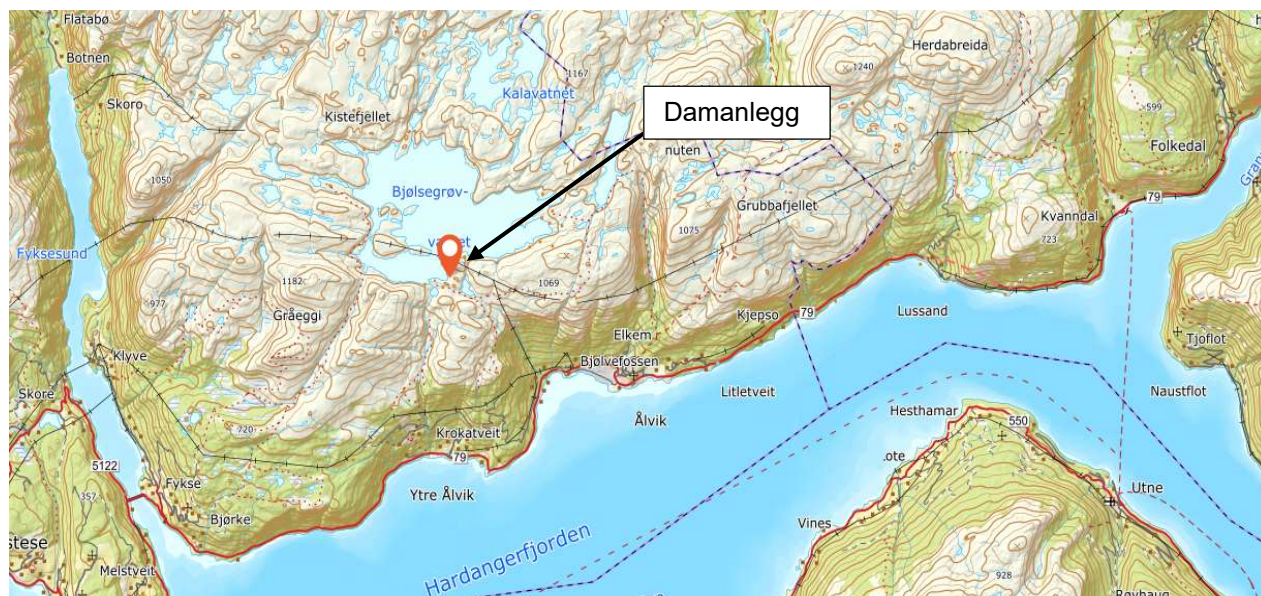 Flatabø
Botnen
Skoro
Kistefjellet
Kalavatnet
1167
1240
Herdabreida
599
Folkedal
Damanlegg
nuten
1050
Bjølsegrøv-
vatnet
Grubbafjellet
1075
79
Kvanndal
723
Fyksesund
1182
1069
977
Gråeggi
Lussand
Kjepso
79
Elkem
Bjølvefossen
Klyve
Tjoflot
Skore
Litletveit
Naustflot
Ålvik
Hesthamar
550
720
Krokatveit
79
5122
Utne
Fykse
357
Ytre Ålvik
Bjørke
Vines
Hardangerfjorden
Melstveit
928